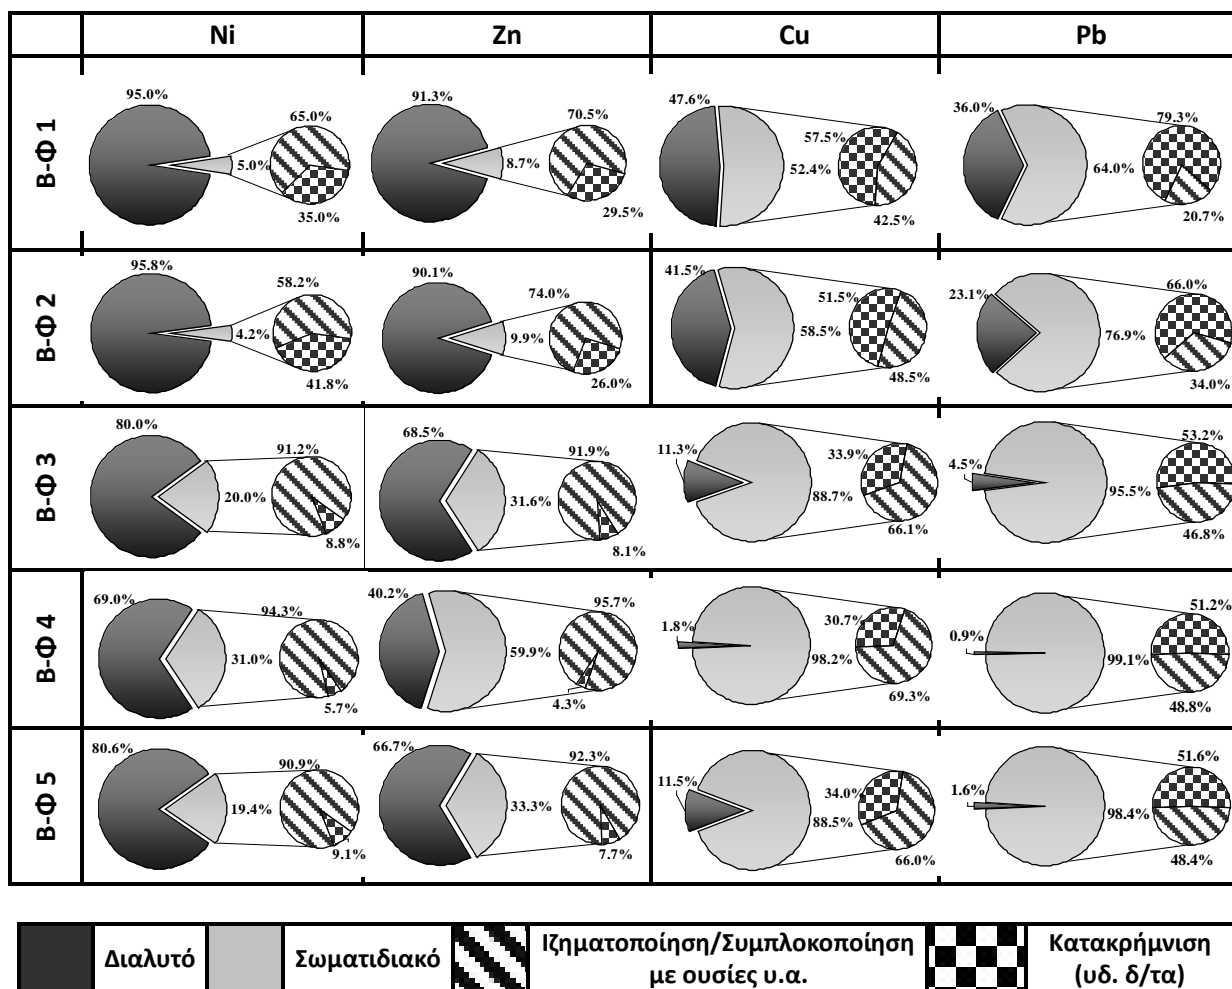 Ni Zn Cu Pb
Β-Φ 1
95.0% 5.0% 65.0% 35.0%
91.3% 8.7% 70.5% 29.5%
47.6% 52.4% 57.5% 42.5%
36.0% 64.0% 79.3% 20.7%
Β-Φ 2
95.8% 4.2% 58.2% 41.8%
90.1% 9.9% 74.0% 26.0%
41.5% 58.5% 51.5% 48.5%
23.1% 76.9% 66.0% 34.0%
Β-Φ 3
80.0% 20.0% 91.2% 8.8%
68.5% 31.6% 91.9% 8.1%
11.3% 88.7% 33.9% 66.1%
4.5% 95.5% 53.2% 46.8%
Β-Φ 4
69.0% 31.0% 94.3% 5.7%
40.2% 59.9% 95.7% 4.3%
1.8% 98.2% 30.7% 69.3%
0.9% 99.1% 51.2% 48.8%
Β-Φ 5
80.6% 19.4% 90.9% 9.1%
66.7% 33.3% 92.3% 7.7%
11.5% 88.5% 34.0% 66.0%
1.6% 98.4% 51.6% 48.4%
Διαλυτό
Σωματιδιακό
Ιζηματοποίηση/Συμπλοκοποίηση
με ουσίες υ.α.
Κατακρήμνιση
(υδ. δ/τα)